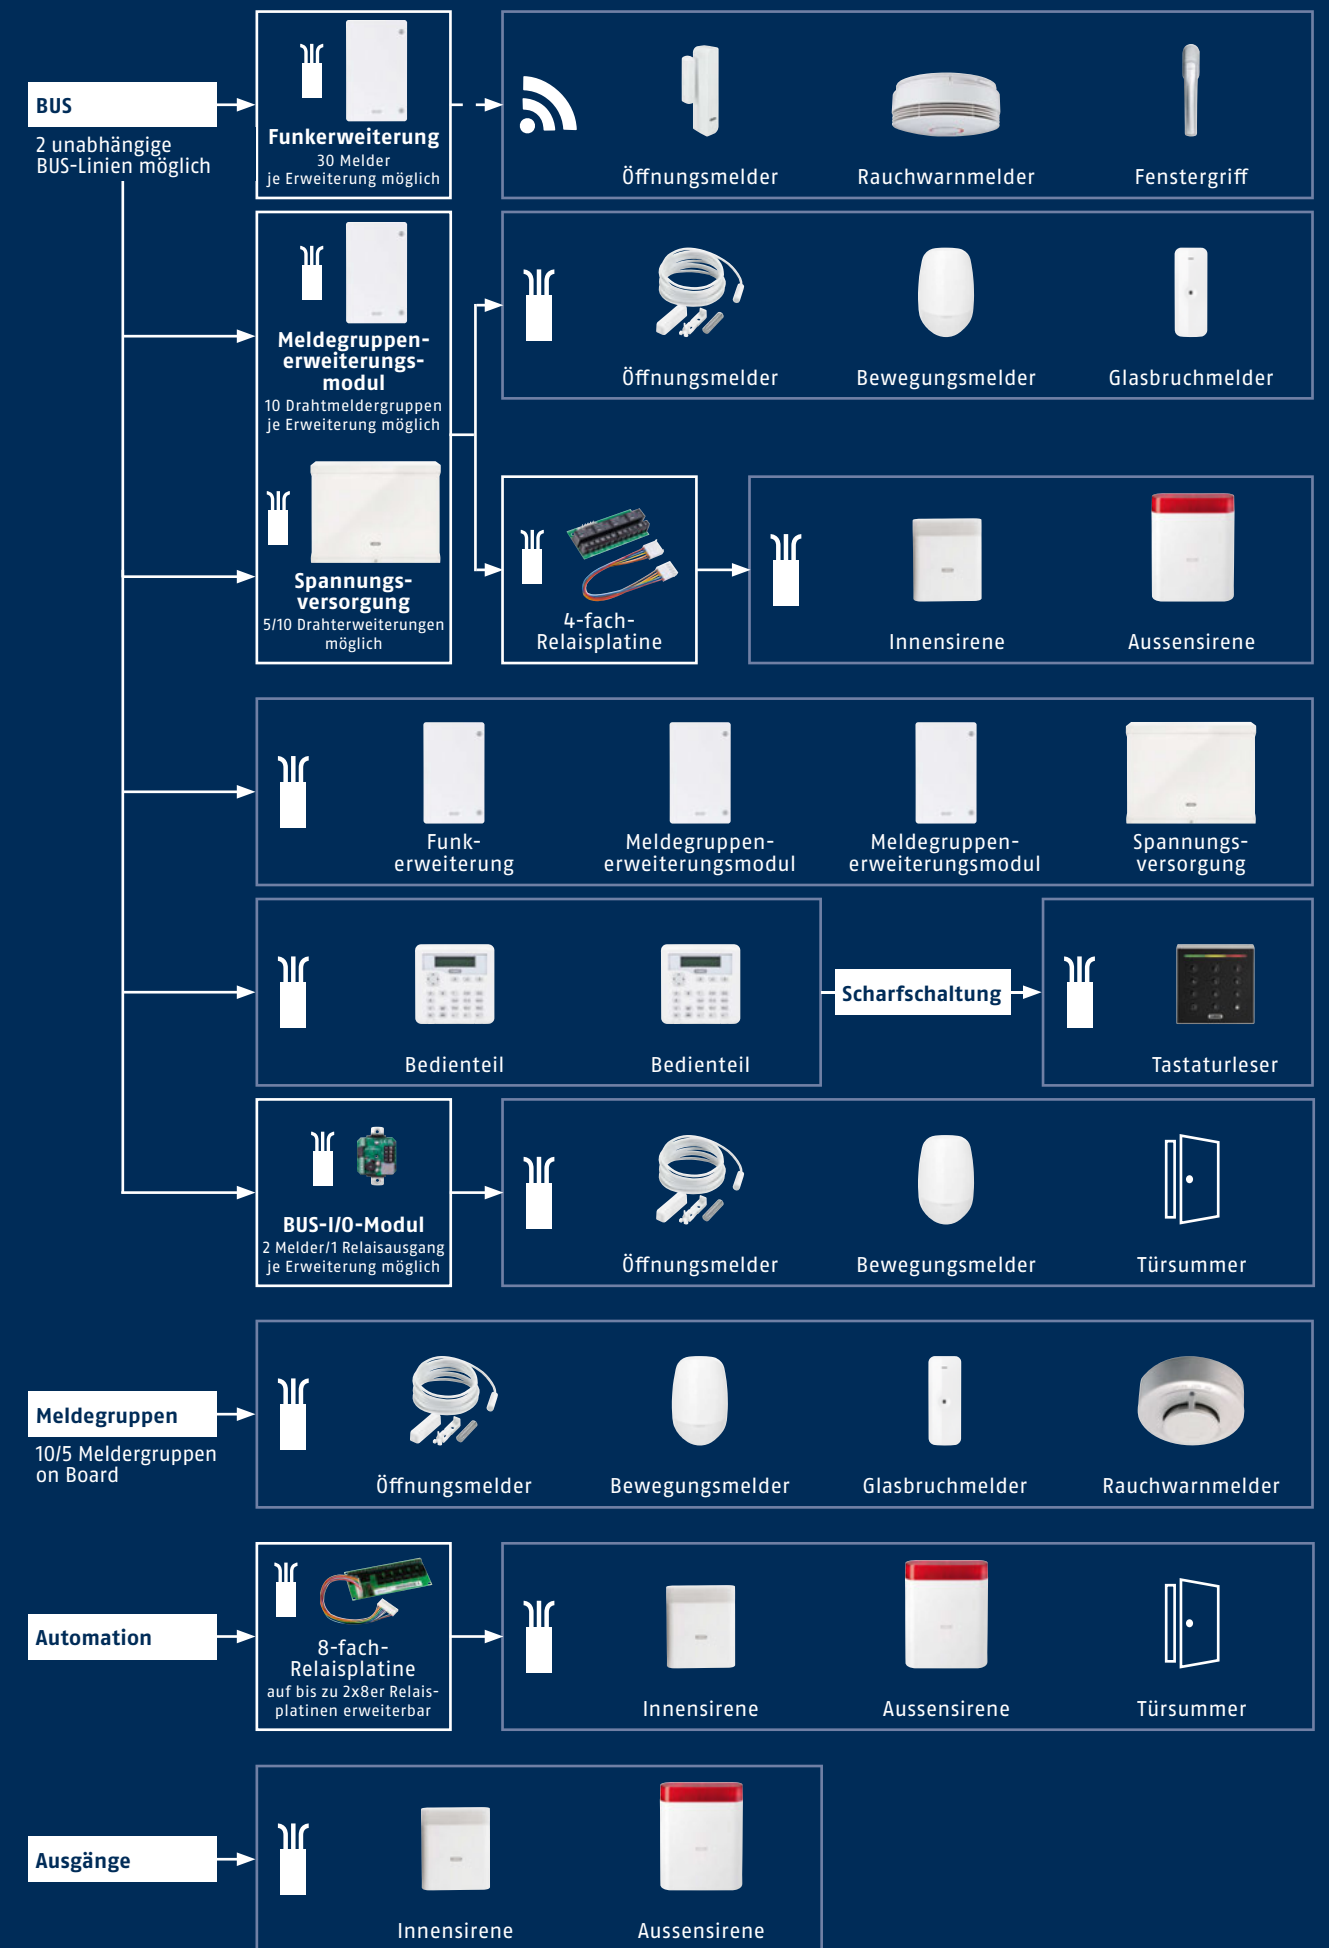 BUS
2 unabhängige
BUS-Linien möglich
Funkerweiterung
30 Melder
je Erweiterung möglich
Öffnungsmelder
Rauchwarnmelder
Fenstergriff
Meldegruppen-
erweiterungs-
modul
10 Drahtmeldergruppen
je Erweiterung möglich
Spannungs-
versorgung
5/10 Drahterweiterungen
möglich
Öffnungsmelder
Bewegungsmelder
Glasbruchmelder
4-fach-
Relaisplatine
Innensirene
Aussensirene
Funk-
erweiterung
Meldegruppen-
erweiterungsmodul
Meldegruppen-
erweiterungsmodul
Spannungs-
versorgung
Bedienteil
Bedienteil
Scharfschaltung
Tastaturleser
BUS-I/O-Modul
2 Melder/1 Relaisausgang
je Erweiterung möglich
Öffnungsmelder
Bewegungsmelder
Türsummer
Meldegruppen
10/5 Meldergruppen
on Board
Öffnungsmelder
Bewegungsmelder
Glasbruchmelder
Rauchwarnmelder
Automation
8-fach-
Relaisplatine
auf bis zu 2x8er Relais-
platinen erweiterbar
Innensirene
Aussensirene
Türsummer
Ausgänge
Innensirene
Aussensirene